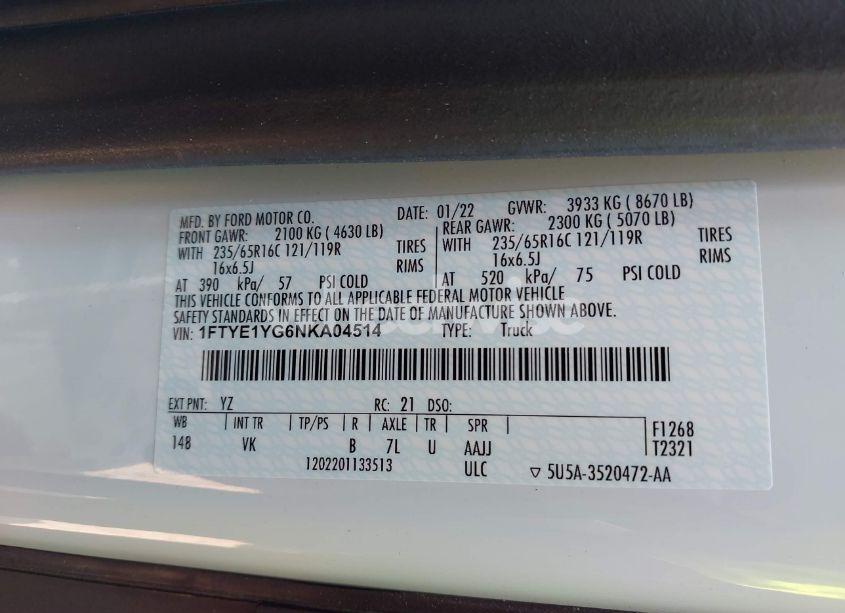 MFD. BY FORD MOTOR CO. DATE: 01/22 GVWR: 3933 KG ( 8670 LB)
FRONT GAWR: 2100 KG ( 4630 LB) REAR GAWR: 2300 KG ( 5070 LB)
WITH 235/65R16C 121/119R TIRES WITH 235/65R16C 121/119R TIRES
16x6.5J RIMS 16x6.5J RIMS
AT 390 kPa/ 57 PSI COLD AT 520 kPa/ 75 PSI COLD
THIS VEHICLE CONFORMS TO ALL APPLICABLE FEDERAL MOTOR VEHICLE
SAFETY STANDARDS IN EFFECT ON THE DATE OF MANUFACTURE SHOWN ABOVE.
VIN: 1FTYE1YG6NKA04514 TYPE: Truck
EXT PNT: YZ RC: 21 DSO:
WB INT TR TP/PS R AXLE TR SPR F1268
148 VK B 7L U AAJJ T2321
1202201133513 ULC 5U5A-3520472-AA